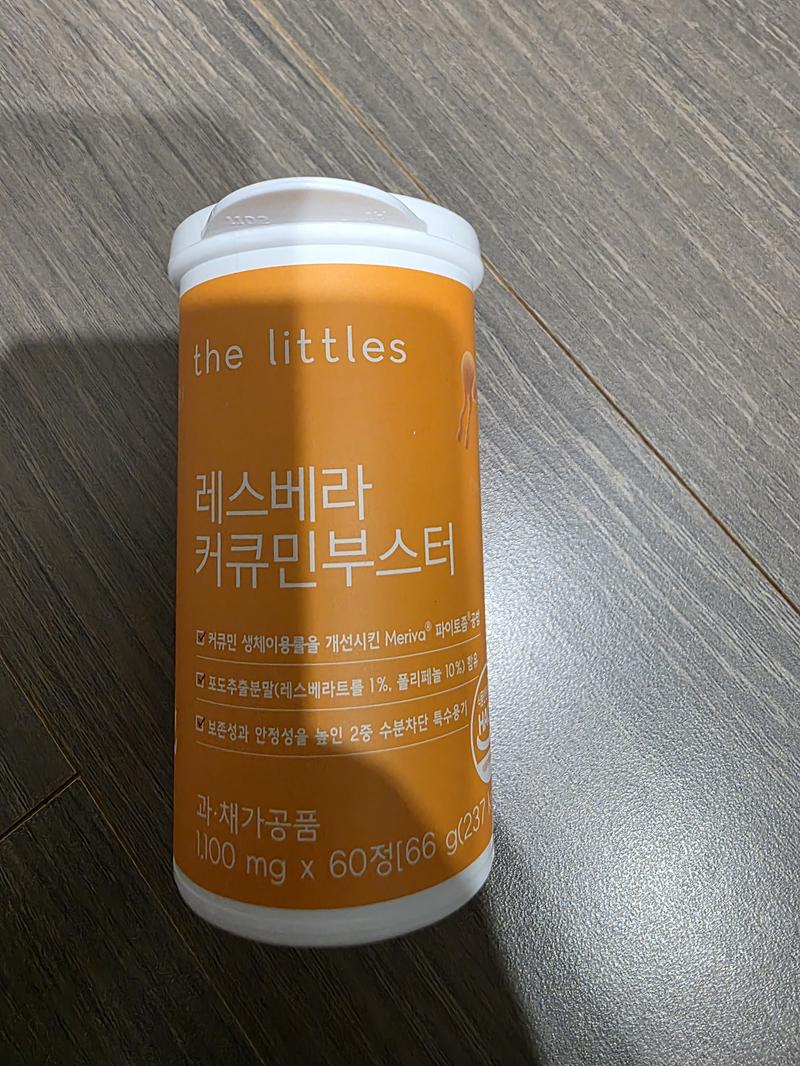 the littles
레스베라
커큐민부스터
커큐민 생체이용률을 개선시킨 Meriva® 파이토좀®공법
포도추출분말(레스베라트롤 1%, 폴리페놀 10%) 함유
보존성과 안정성을 높인 2중 수분차단 특수용기
과·채가공품
1,100 mg x 60정[66 g(237